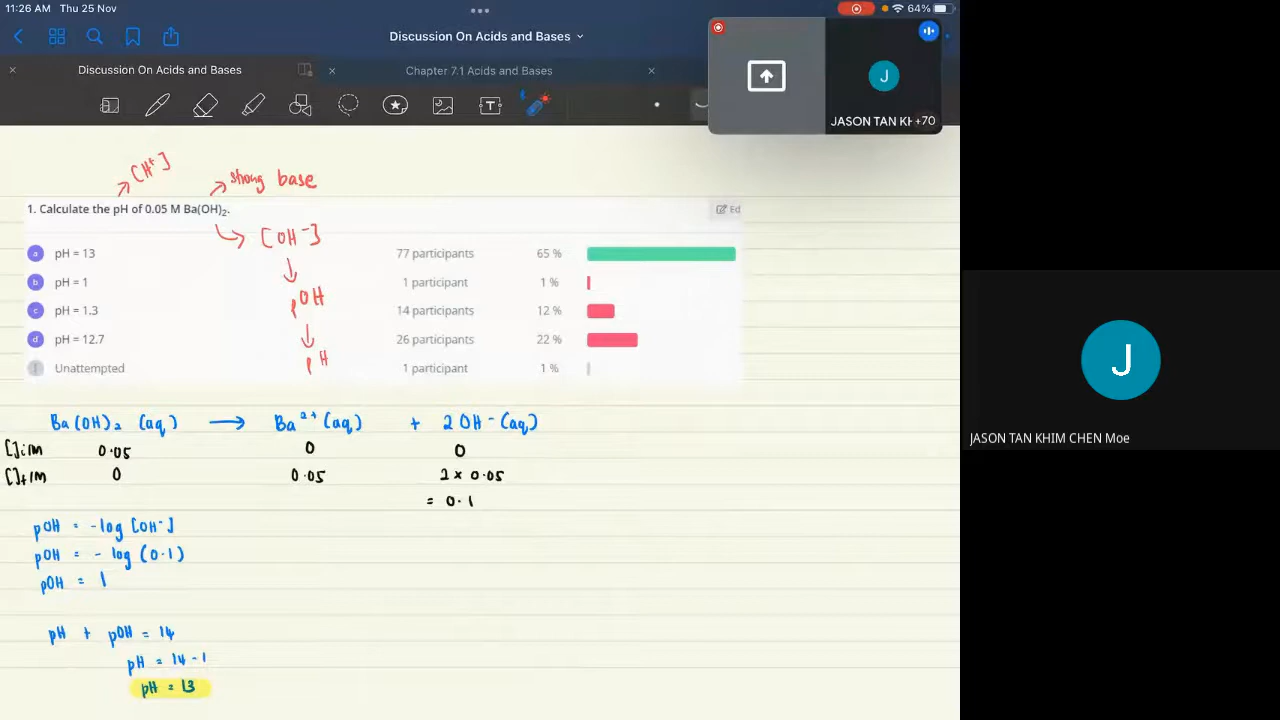 11:26 AM Thu 25 Nov
64%
Discussion On Acids and Bases
Discussion On Acids and Bases
Chapter 7.1 Acids and Bases
J
JASON TAN KH +70
[H+]
strong base
1. Calculate the pH of 0.05 M Ba(OH)₂.
Ed
[OH⁻]
a pH = 13 77 participants 65 %
b pH = 1 1 participant 1 %
pOH
c pH = 1.3 14 participants 12 %
d pH = 12.7 26 participants 22 %
pH
Unattempted 1 participant 1 %
Ba(OH)₂ (aq) → Ba²⁺(aq) + 2OH⁻(aq)
[]i/M 0.05 0 0
[]f/M 0 0.05 2 × 0.05
= 0.1
pOH = -log [OH⁻]
pOH = - log (0.1)
pOH = 1
pH + pOH = 14
pH = 14 - 1
pH = 13
J
JASON TAN KHIM CHEN Moe